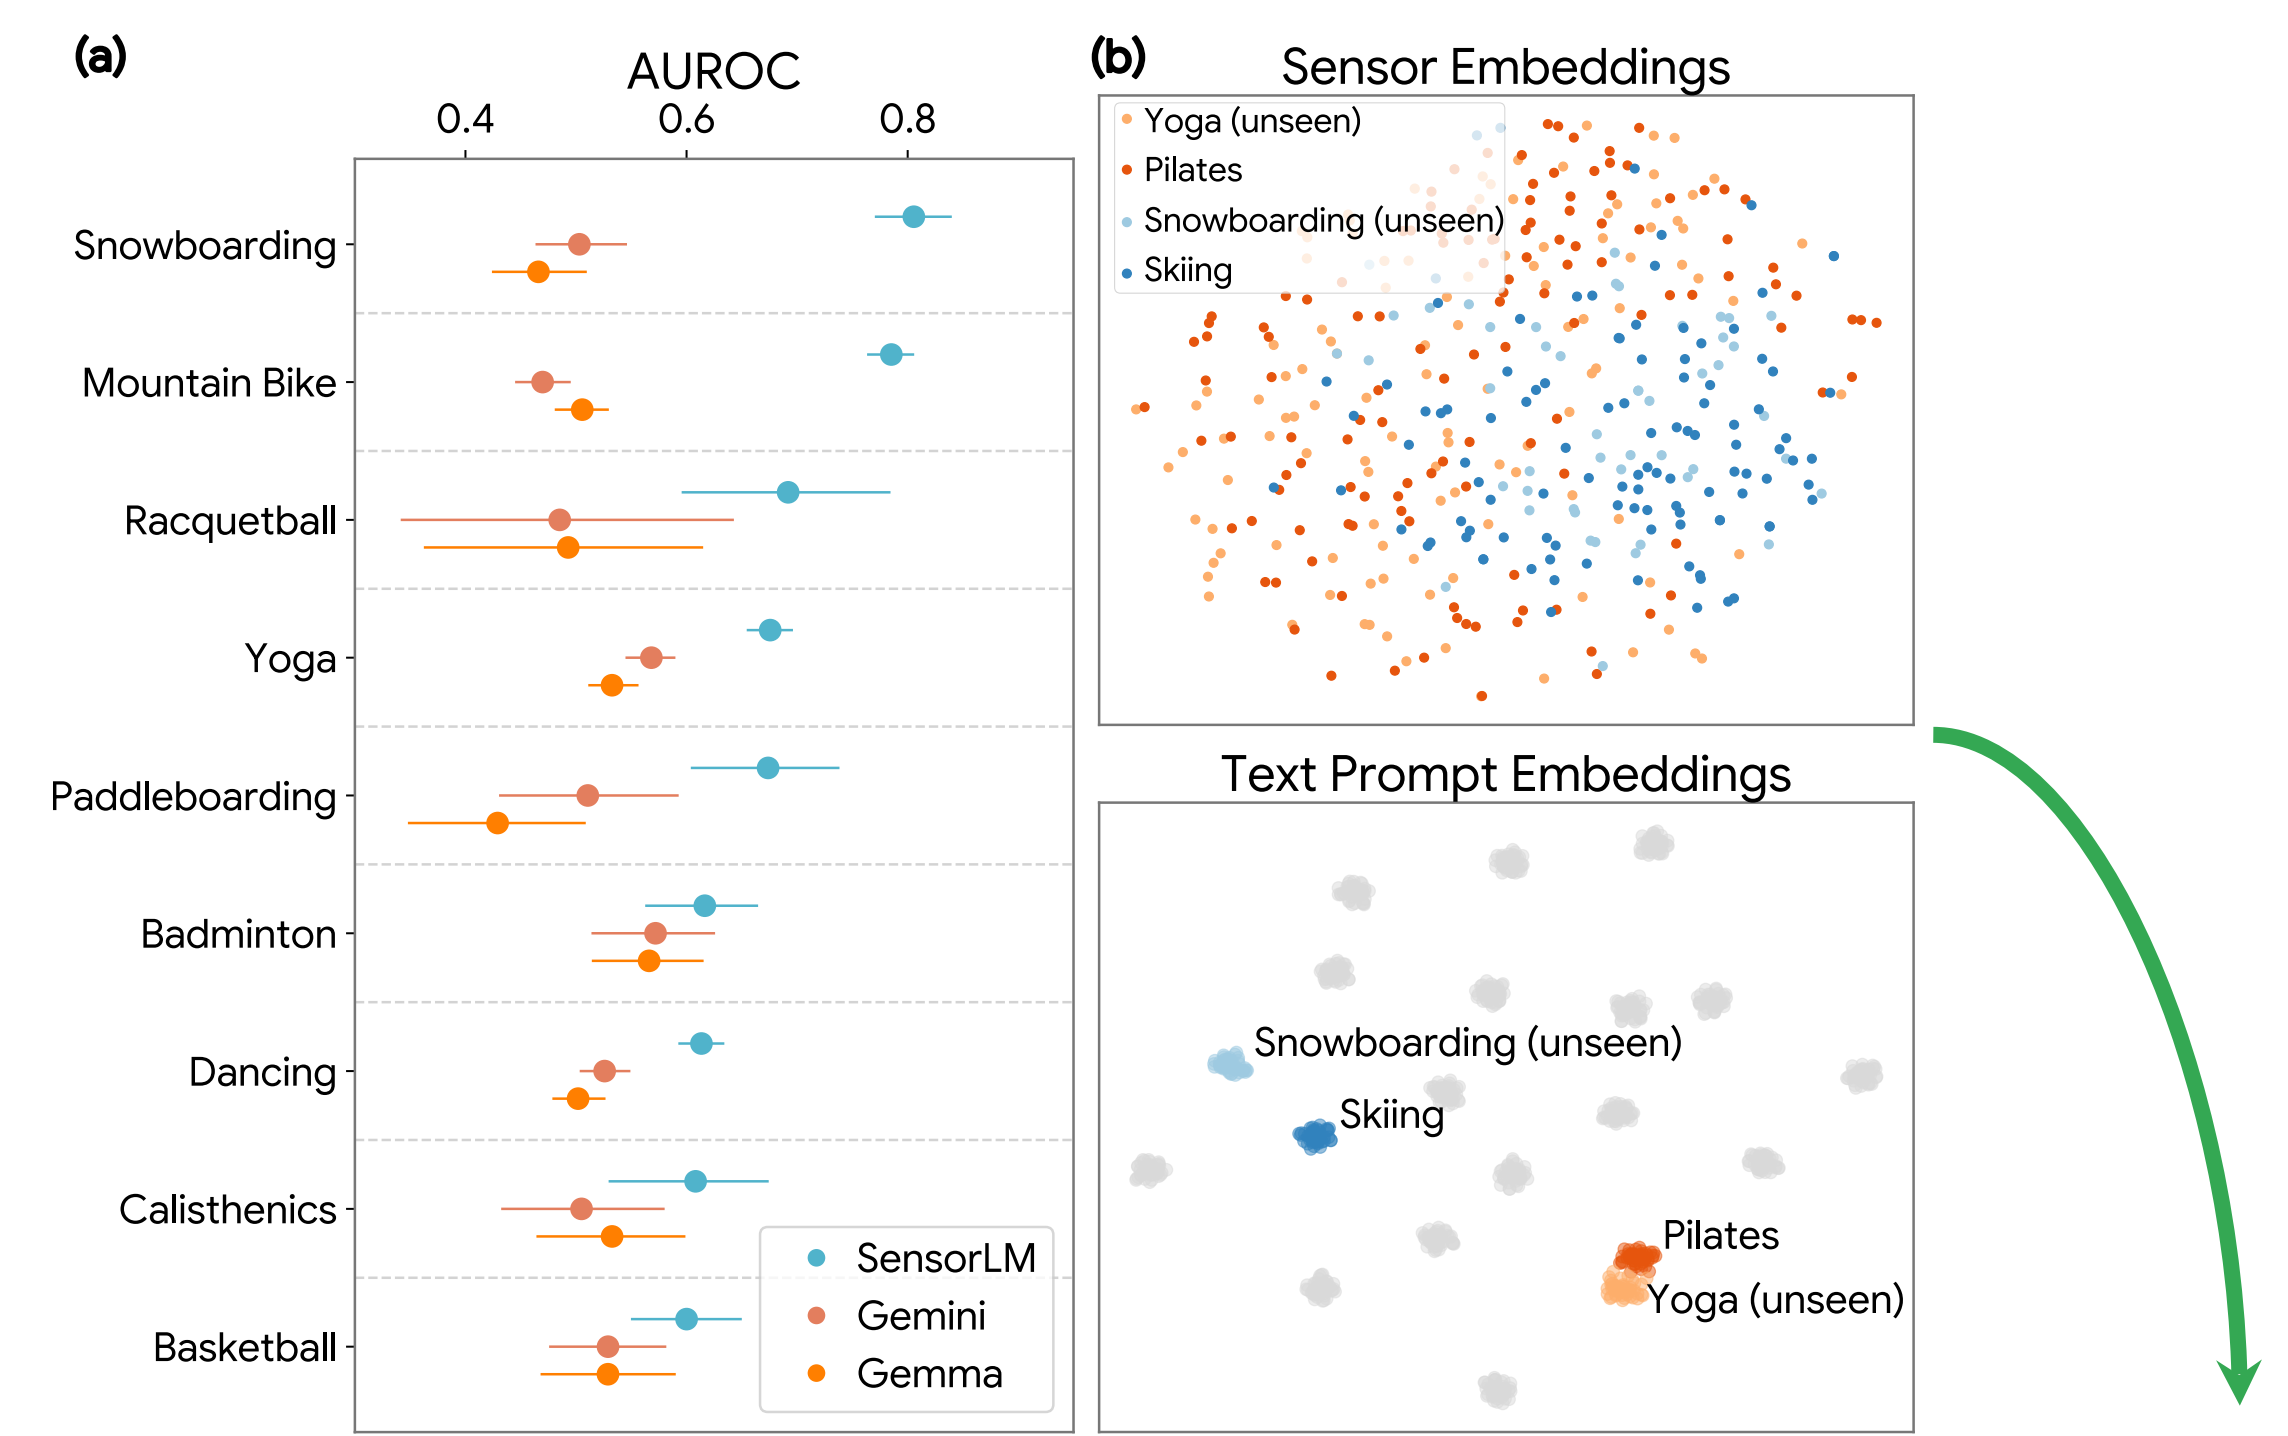 (a)
AUROC
0.4 0.6 0.8
Snowboarding
Mountain Bike
Racquetball
Yoga
Paddleboarding
Badminton
Dancing
Calisthenics
Basketball
SensorLM
Gemini
Gemma
(b)
Sensor Embeddings
Yoga (unseen)
Pilates
Snowboarding (unseen)
Skiing
Text Prompt Embeddings
Snowboarding (unseen)
Skiing
Pilates
Yoga (unseen)